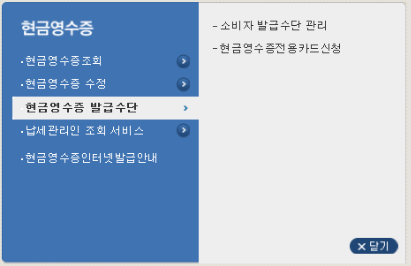 현금영수증
·현금영수증조회
·현금영수증 수정
·현금영수증 발급수단
·납세관리인 조회 서비스
·현금영수증인터넷발급안내
- 소비자 발급수단 관리
- 현금영수증전용카드신청
× 닫기